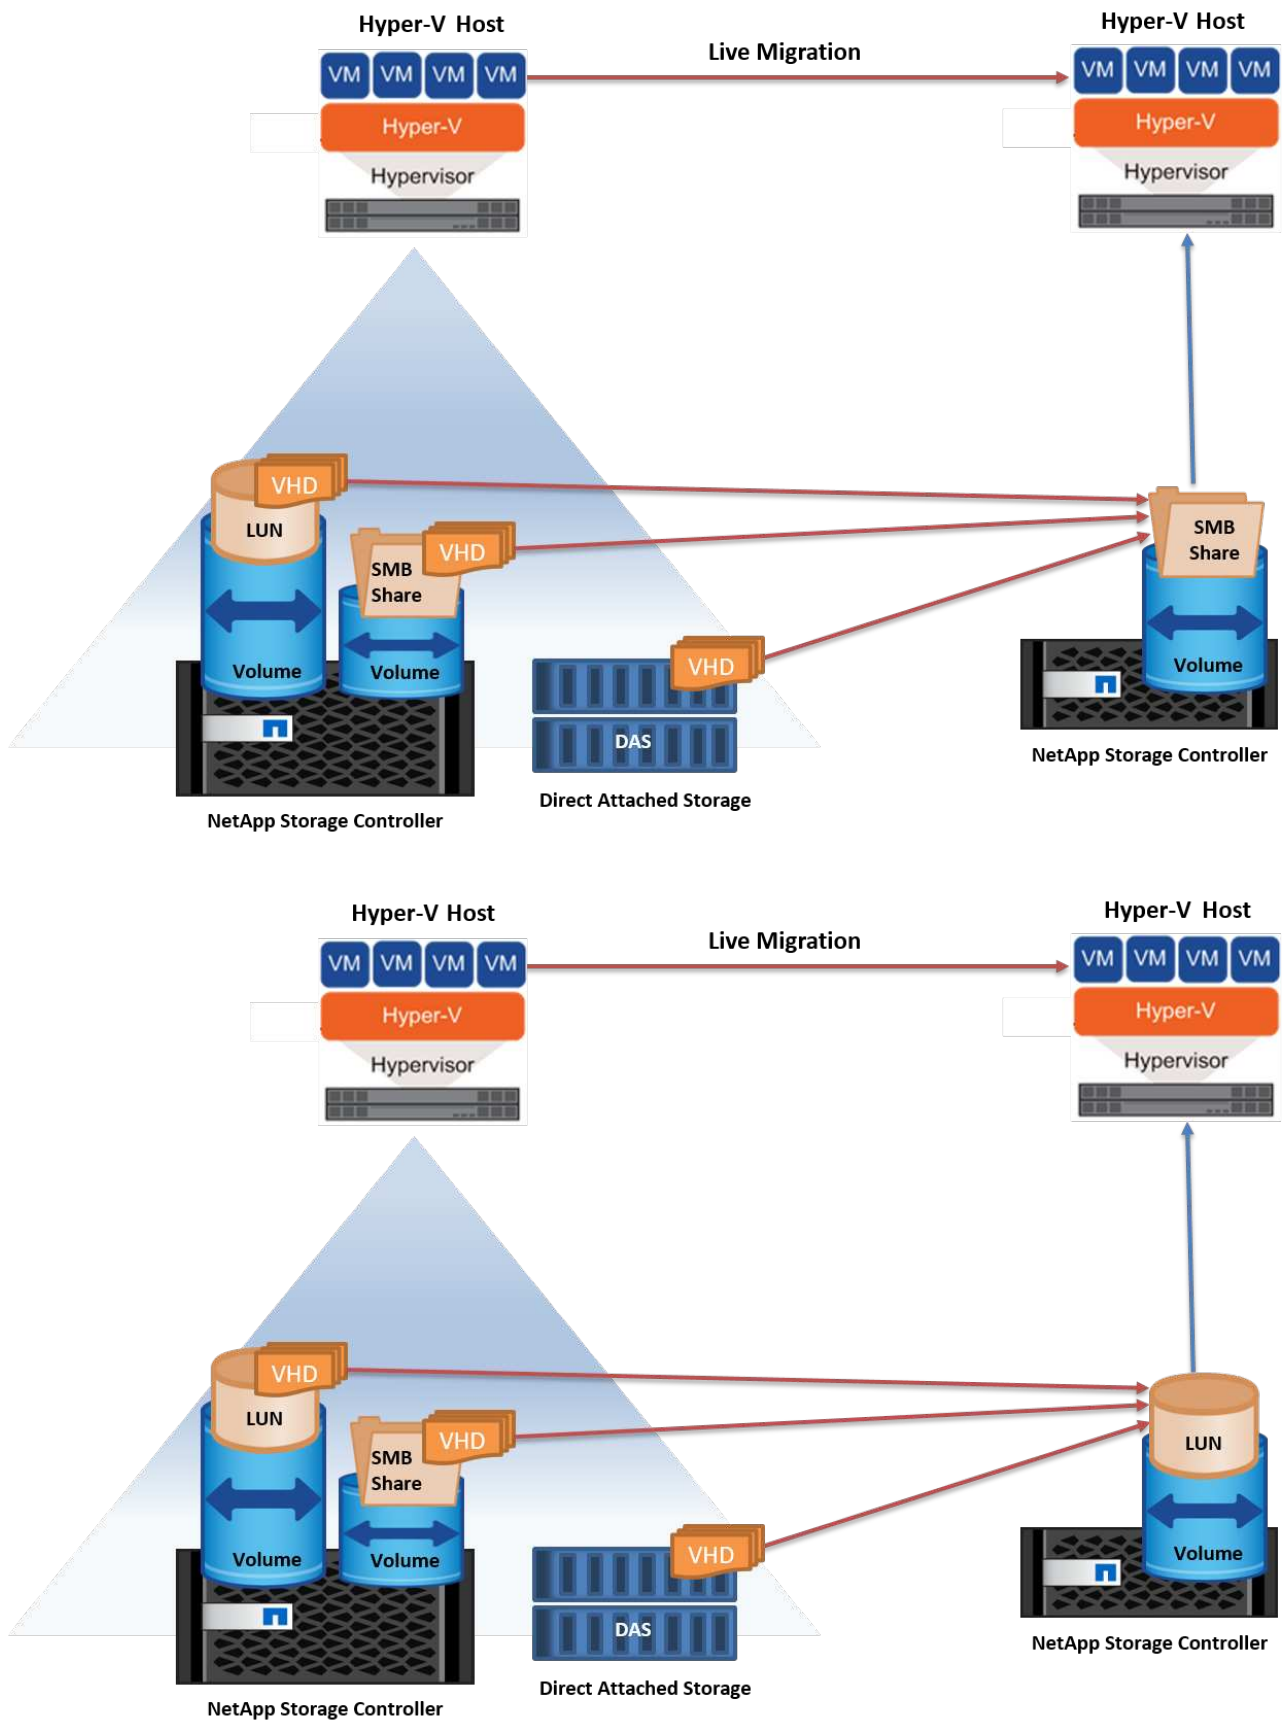 Hyper-V Host
Hyper-V Host
Live Migration
VM VM VM VM
VM VM VM VM
Hyper-V
Hyper-V
Hypervisor
Hypervisor
VHD
LUN
VHD
SMB
Share
SMB
Share
VHD
Volume
Volume
Volume
DAS
NetApp Storage Controller
Direct Attached Storage
NetApp Storage Controller
Hyper-V Host
Hyper-V Host
Live Migration
VM VM VM VM
VM VM VM VM
Hyper-V
Hyper-V
Hypervisor
Hypervisor
VHD
LUN
VHD
SMB
Share
LUN
VHD
Volume
Volume
Volume
DAS
NetApp Storage Controller
Direct Attached Storage
NetApp Storage Controller